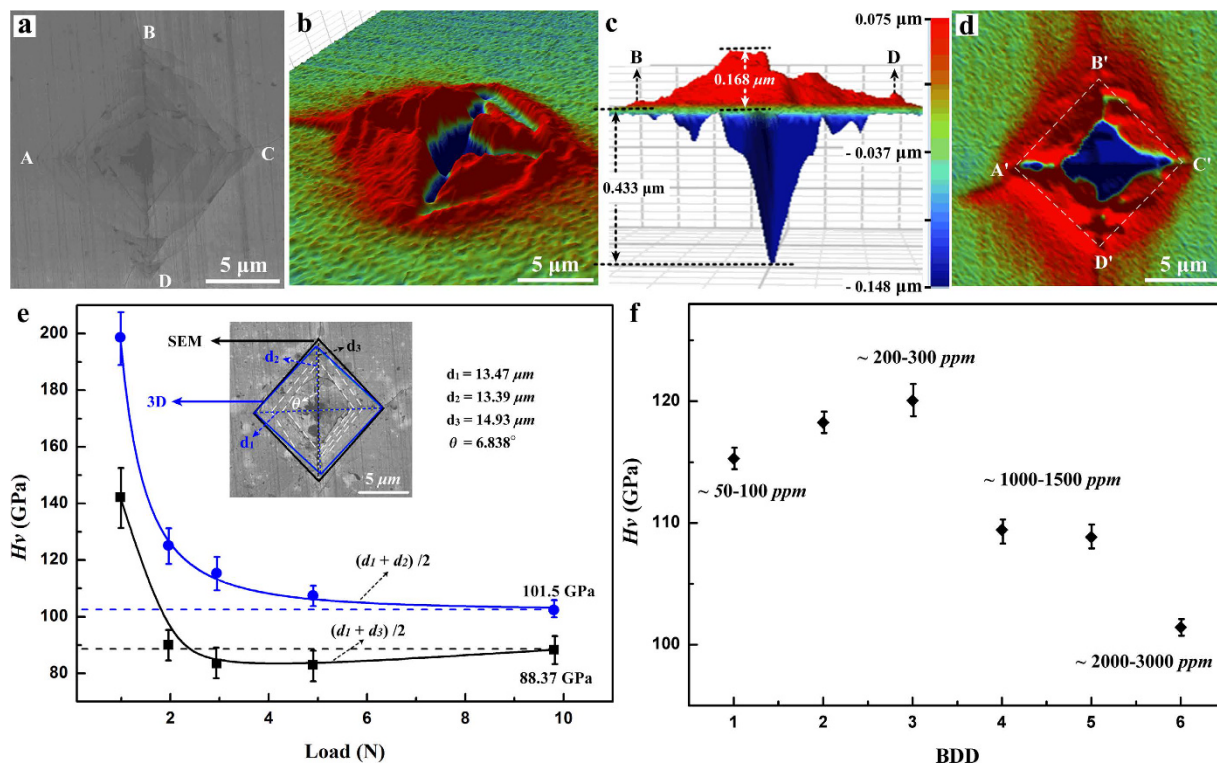 a
B
A
C
D
5 μm
b
5 μm
c
B
D
0.168 μm
0.433 μm
0.075 μm
- 0.037 μm
- 0.148 μm
d
B'
A'
C'
D'
5 μm
e
Hv (GPa)
200
180
160
140
120
100
80
2
4
6
8
10
Load (N)
SEM
3D
d₂
d₃
θ
d₁
5 μm
d₁ = 13.47 μm
d₂ = 13.39 μm
d₃ = 14.93 μm
θ = 6.838°
(d₁ + d₂) /2
101.5 GPa
(d₁ + d₃) /2
88.37 GPa
f
Hv (GPa)
120
110
100
1
2
3
4
5
6
BDD
~ 50-100 ppm
~ 200-300 ppm
~ 1000-1500 ppm
~ 2000-3000 ppm